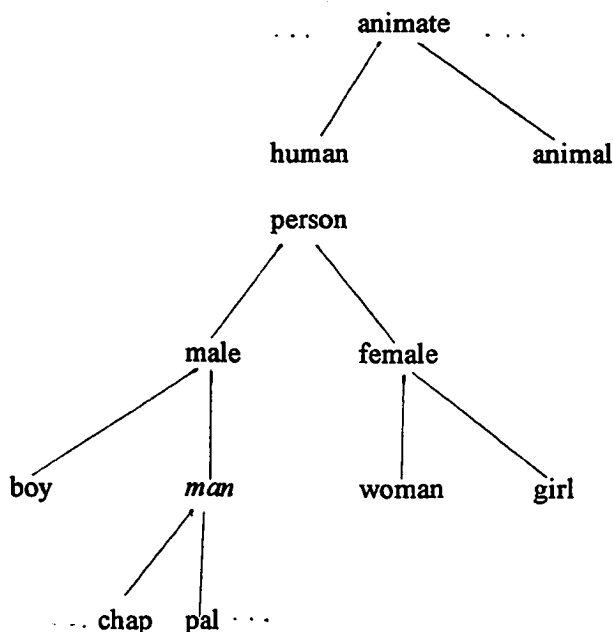 ... animate ...
human animal
person
male female
boy man woman girl
... chap pal ...